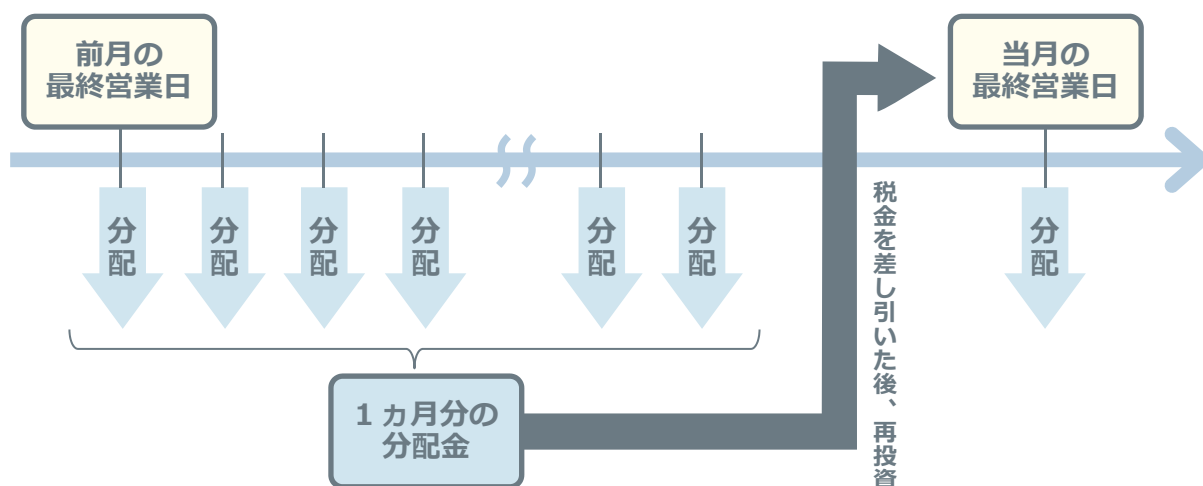 前月の
最終営業日
当月の
最終営業日
分配
分配
分配
分配
分配
分配
分配
税金を差し引いた後、再投資
1ヵ月分の
分配金